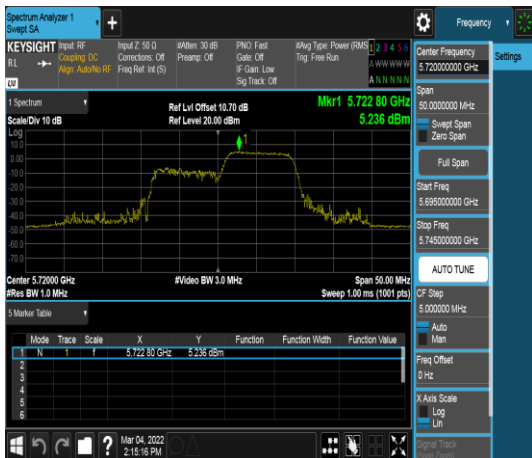 Spectrum Analyzer 1
Swept SA
+
Frequency
KEYSIGHT
RL
Input: RF
Coupling: DC
Align: Auto/No RF
Input Z: 50 Ω
Corrections: Off
Freq Ref: Int (S)
#Atten: 30 dB
Preamp: Off
PNO: Fast
Gate: Off
IF Gain: Low
Sig Track: Off
#Avg Type: Power (RMS)
Trig: Free Run
1 2 3 4 5 6
A W W W W W
A N N N N N
1 Spectrum
Scale/Div 10 dB
Ref Lvl Offset 10.70 dB
Ref Level 20.00 dBm
Mkr1 5.722 80 GHz
5.236 dBm
Log
10.0
0.00
-10.0
-20.0
-30.0
-40.0
-50.0
-60.0
-70.0
1
Center 5.72000 GHz
#Res BW 1.0 MHz
#Video BW 3.0 MHz
Span 50.00 MHz
Sweep 1.00 ms (1001 pts)
5 Marker Table
Mode Trace Scale X Y Function Function Width Function Value
1 N 1 f 5.722 80 GHz 5.236 dBm
2
3
4
5
6
Mar 04, 2022
2:15:16 PM
Settings
Center Frequency
5.720000000 GHz
Span
50.0000000 MHz
Swept Span
Zero Span
Full Span
Start Freq
5.695000000 GHz
Stop Freq
5.745000000 GHz
AUTO TUNE
CF Step
5.000000 MHz
Auto
Man
Freq Offset
0 Hz
X Axis Scale
Log
Lin
Signal Track